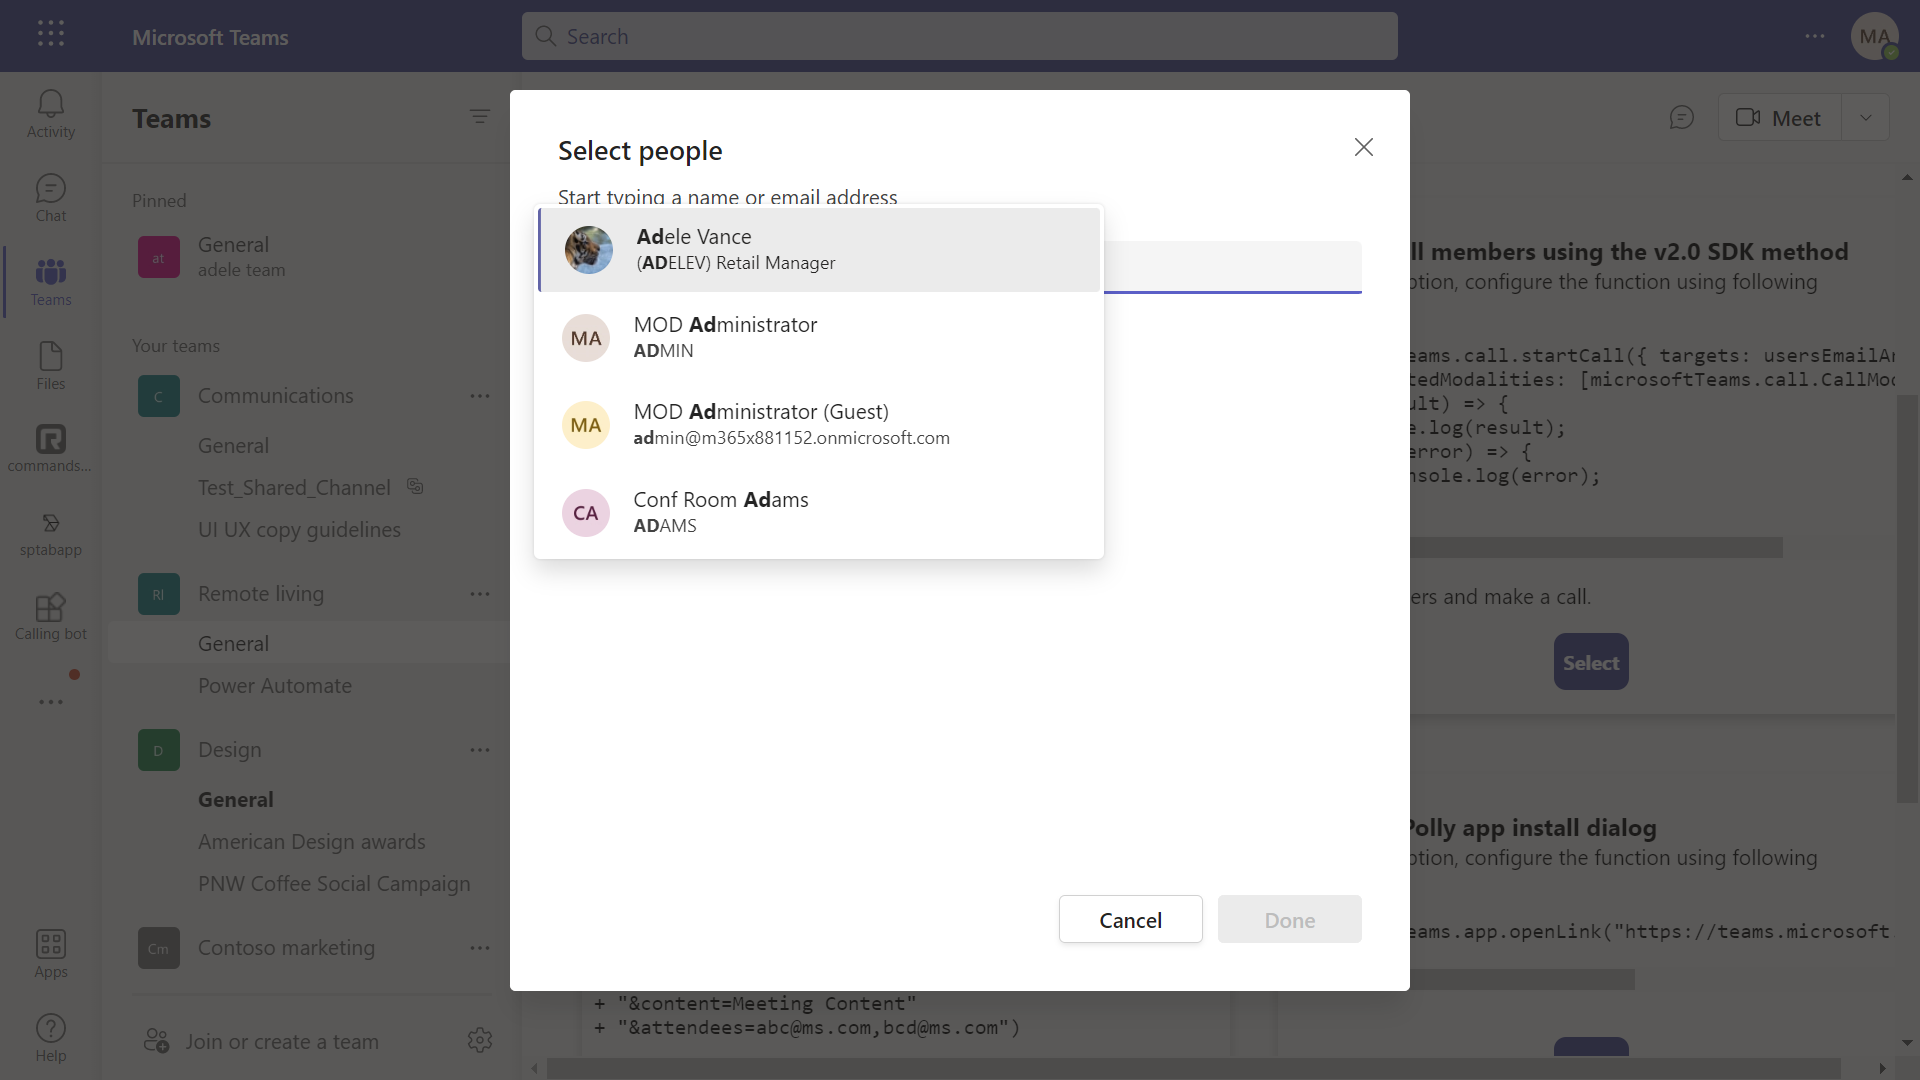 Microsoft Teams
Search
MA
Activity
Chat
Teams
Files
commands...
sptabapp
Calling bot
Apps
Help
Teams
Pinned
at
General
adele team
Your teams
C
Communications
General
Test_Shared_Channel
UI UX copy guidelines
RI
Remote living
General
Power Automate
D
Design
General
American Design awards
PNW Coffee Social Campaign
Cm
Contoso marketing
Join or create a team
Select people
Start typing a name or email address
Adele Vance
(ADELEV) Retail Manager
MA
MOD Administrator
ADMIN
MA
MOD Administrator (Guest)
admin@m365x881152.onmicrosoft.com
CA
Conf Room Adams
ADAMS
Cancel
Done
+ "&content=Meeting Content"
+ "&attendees=abc@ms.com,bcd@ms.com")
Meet
ll members using the v2.0 SDK method
ption, configure the function using following
eams.call.startCall({ targets: usersEmailAr
tedModalities: [microsoftTeams.call.CallMod
ult) => {
e.log(result);
error) => {
nsole.log(error);
ers and make a call.
Select
Polly app install dialog
ption, configure the function using following
eams.app.openLink("https://teams.microsoft.